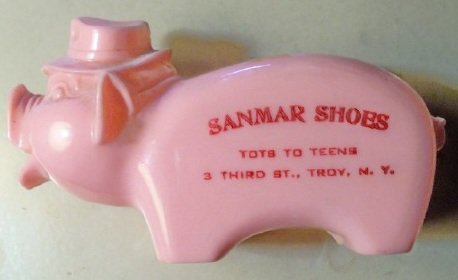 SANMAR SHOES
TOTS TO TEENS
3 THIRD ST., TROY, N. Y.